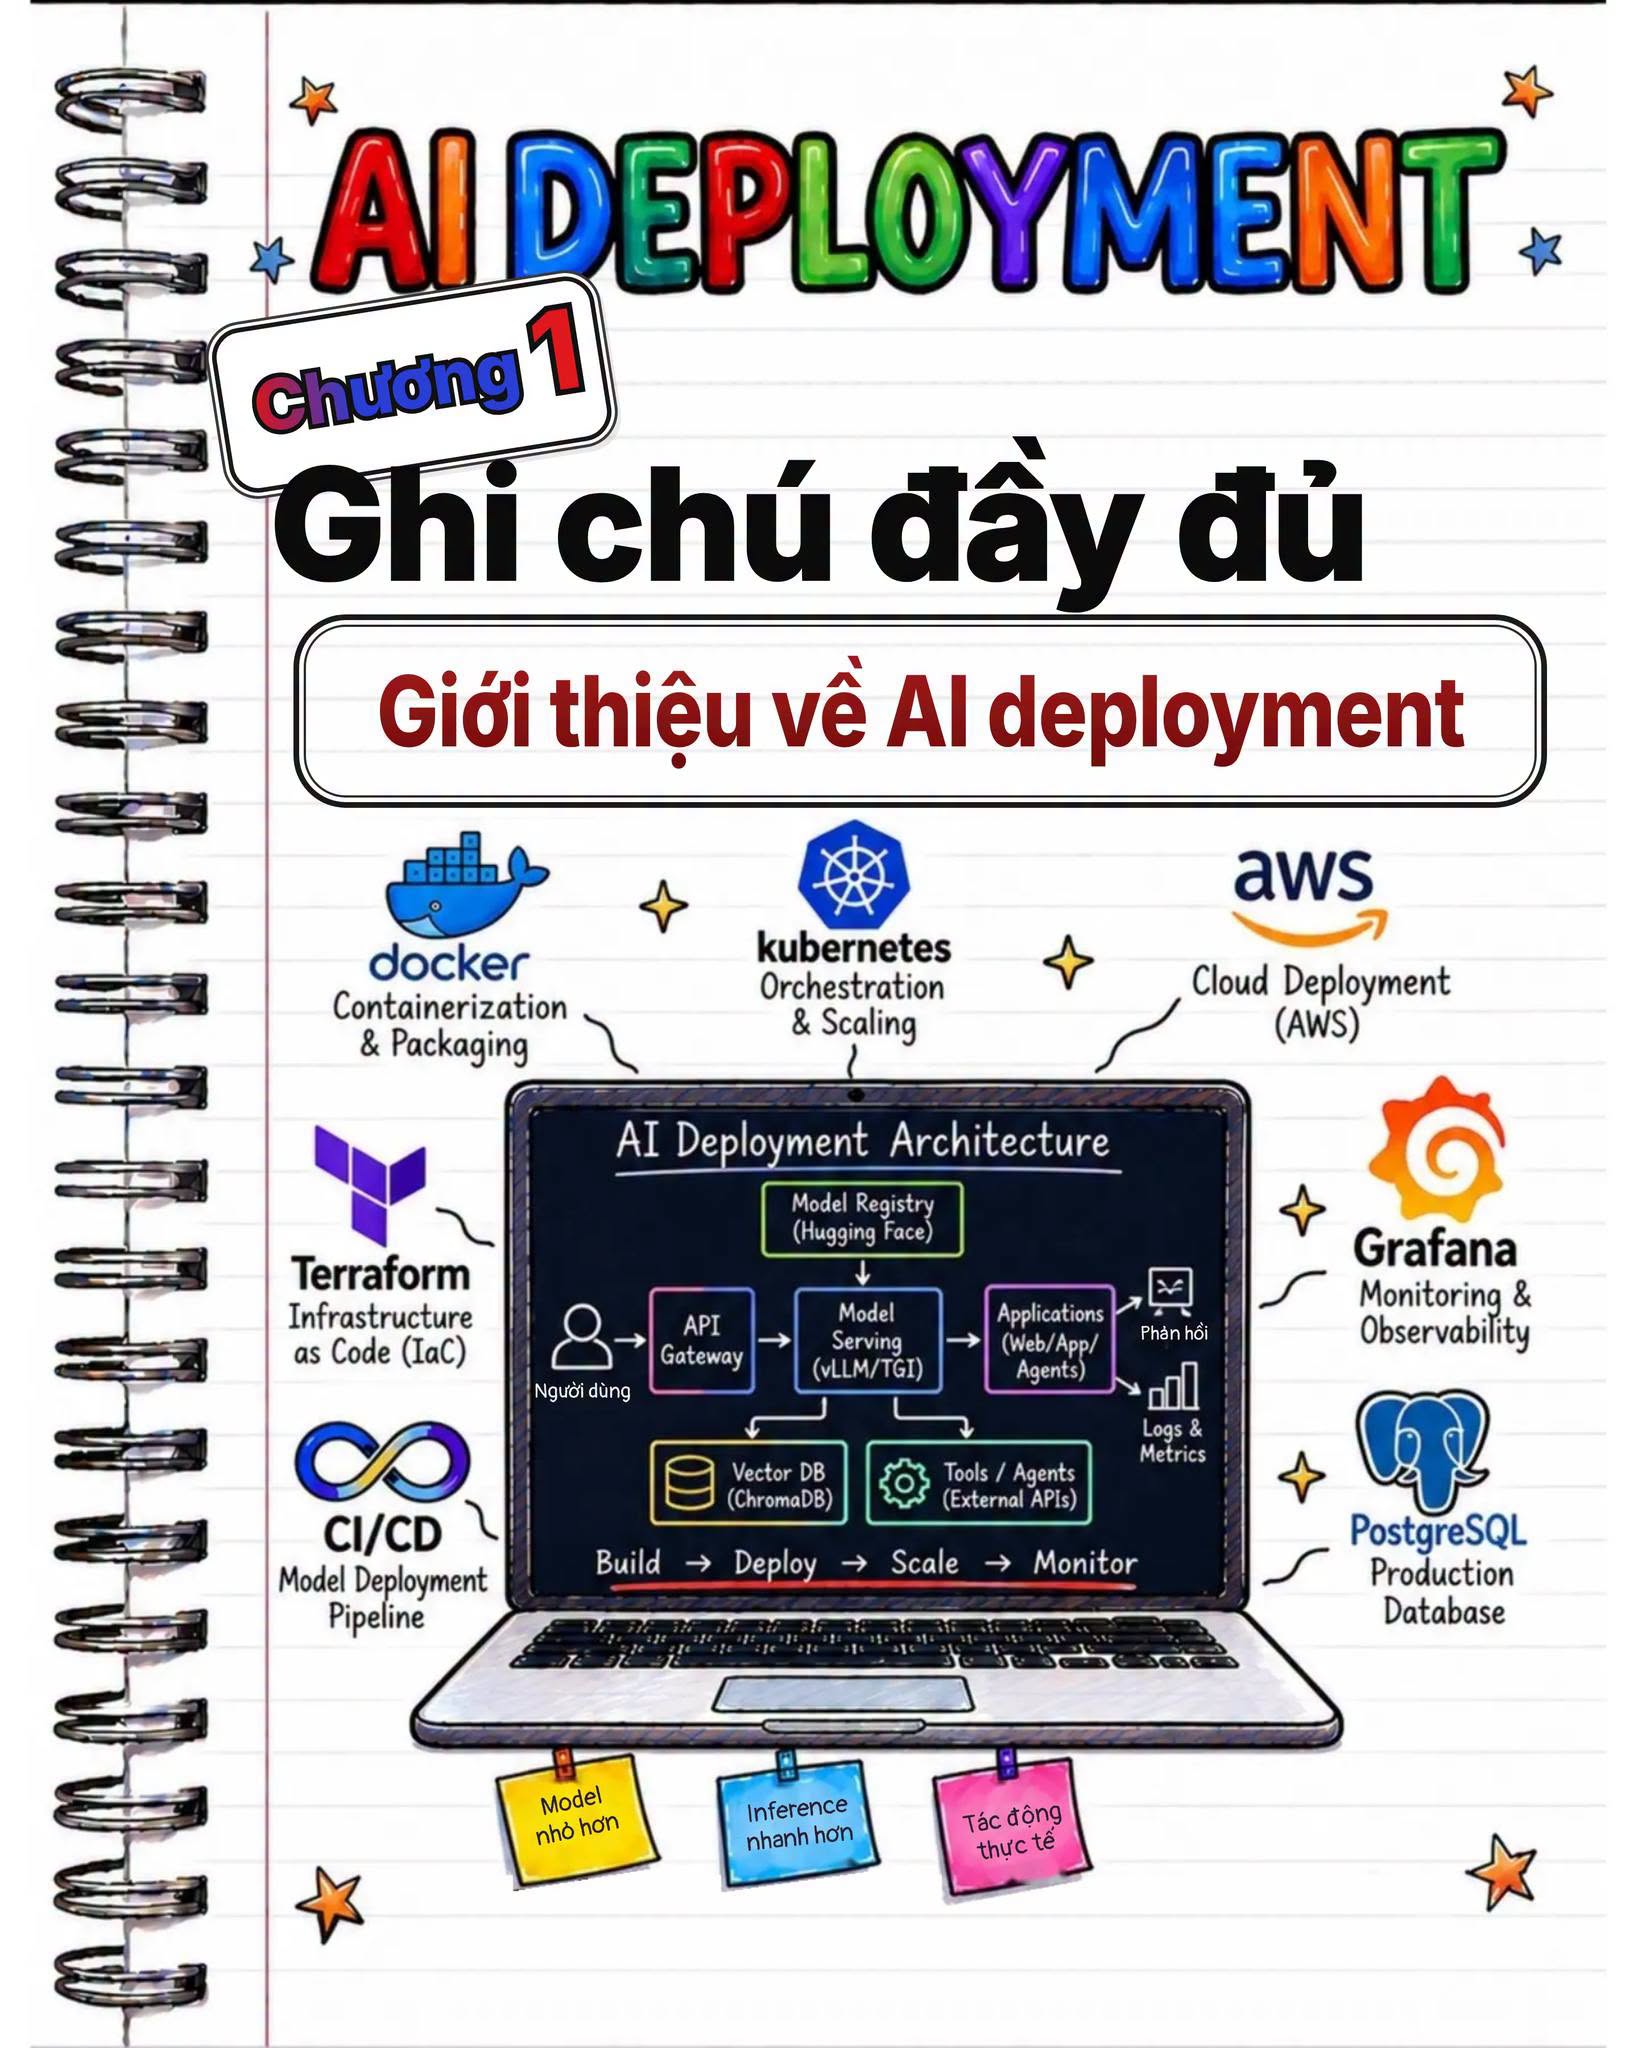 AI DEPLOYMENT
Chương 1
Ghi chú đầy đủ
Giới thiệu về AI deployment
docker
Containerization
& Packaging
kubernetes
Orchestration
& Scaling
aws
Cloud Deployment
(AWS)
Terraform
Infrastructure
as Code (IaC)
CI/CD
Model Deployment
Pipeline
AI Deployment Architecture
Model Registry
(Hugging Face)
Người dùng
API
Gateway
Model
Serving
(vLLM/TGI)
Applications
(Web/App/
Agents)
Phản hồi
Logs &
Metrics
Vector DB
(ChromaDB)
Tools / Agents
(External APIs)
Build → Deploy → Scale → Monitor
Grafana
Monitoring &
Observability
PostgreSQL
Production
Database
Model
nhỏ hơn
Inference
nhanh hơn
Tác động
thực tế